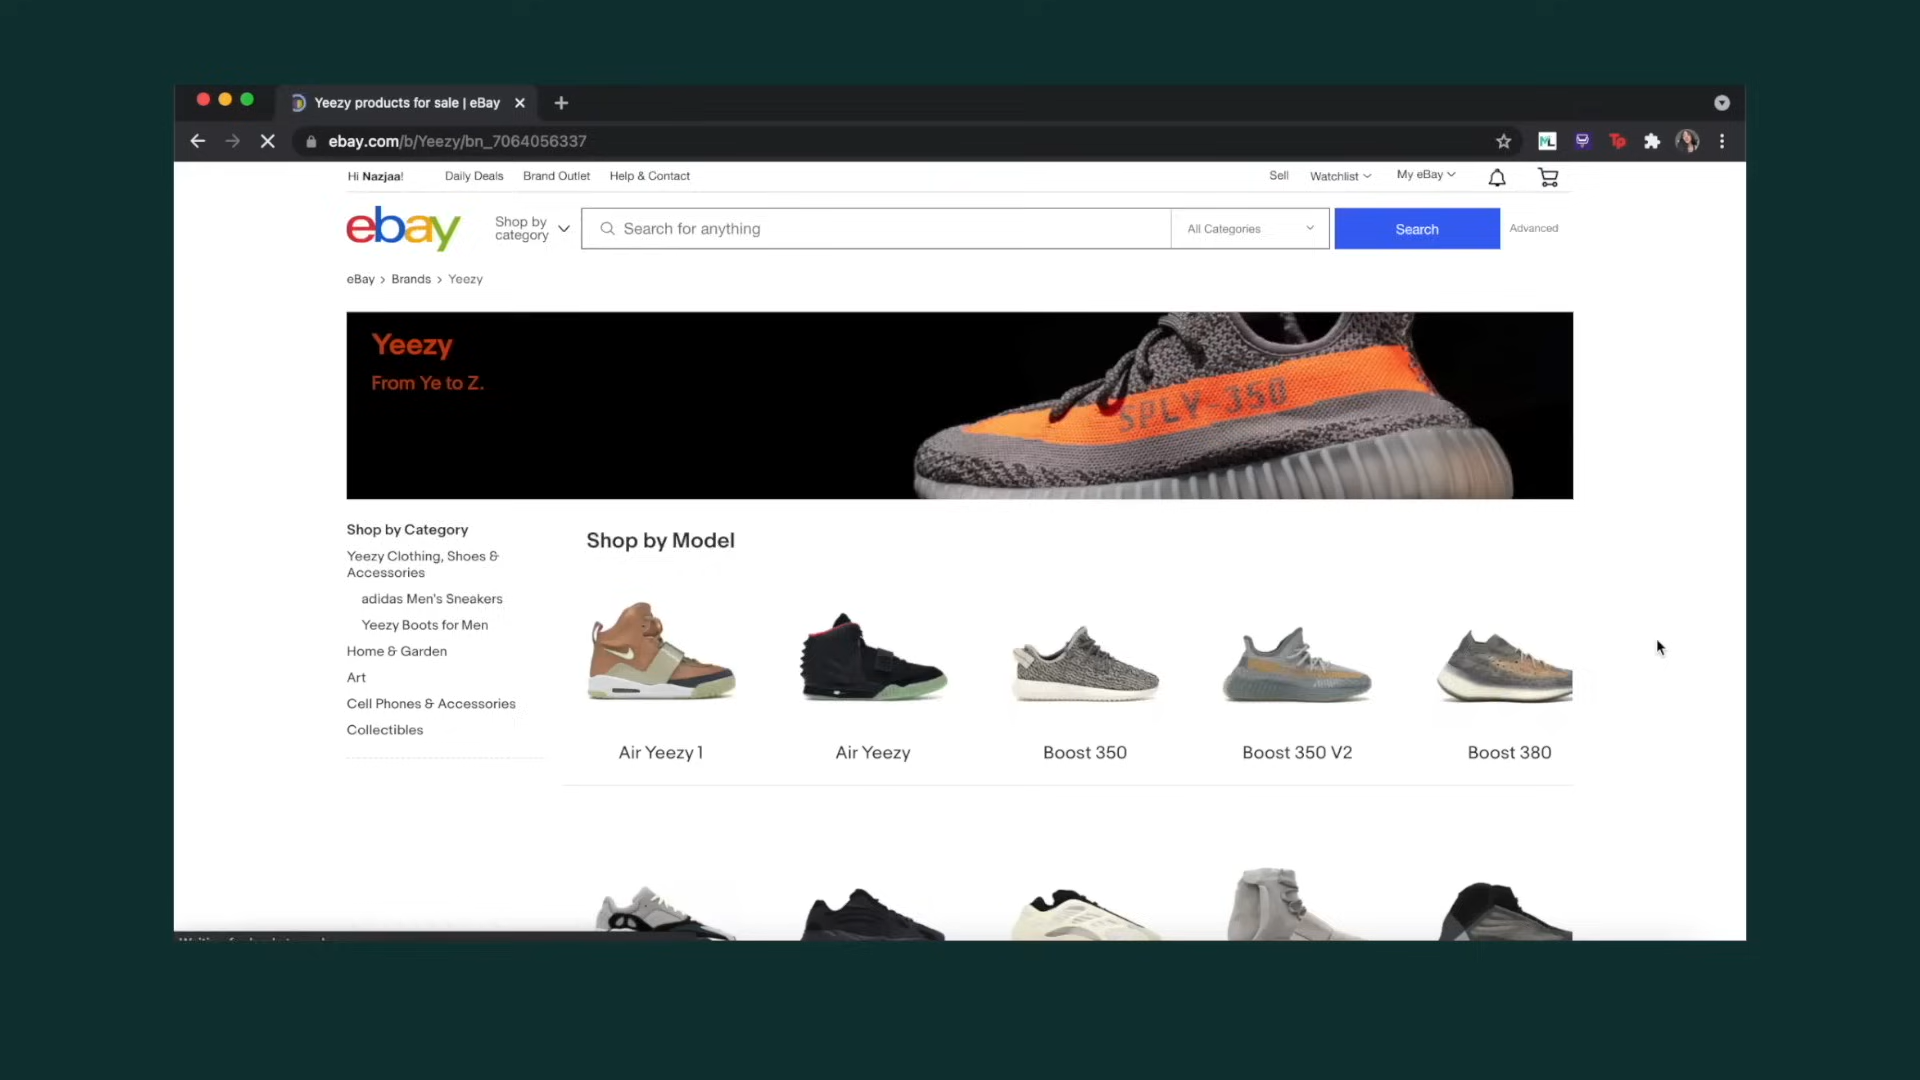 Yeezy products for sale | eBay
ebay.com/b/Yeezy/bn_7064056337
ML
Tp
Hi Nazjaa!
Daily Deals
Brand Outlet
Help & Contact
Sell
Watchlist
My eBay
ebay
Shop by
category
Search for anything
All Categories
Search
Advanced
eBay > Brands > Yeezy
Yeezy
From Ye to Z.
SPLY-350
Shop by Category
Yeezy Clothing, Shoes &
Accessories
adidas Men's Sneakers
Yeezy Boots for Men
Home & Garden
Art
Cell Phones & Accessories
Collectibles
Shop by Model
Air Yeezy 1
Air Yeezy
Boost 350
Boost 350 V2
Boost 380